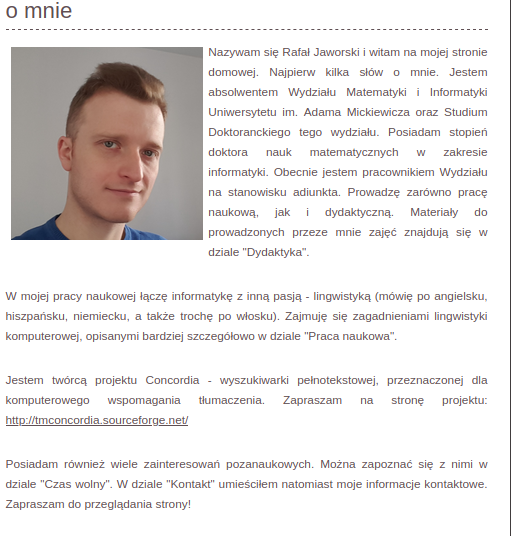 o mnie
Nazywam się Rafał Jaworski i witam na mojej stronie
domowej. Najpierw kilka słów o mnie. Jestem
absolwentem Wydziału Matematyki i Informatyki
Uniwersytetu im. Adama Mickiewicza oraz Studium
Doktoranckiego tego wydziału. Posiadam stopień
doktora nauk matematycznych w zakresie
informatyki. Obecnie jestem pracownikiem Wydziału
na stanowisku adiunkta. Prowadzę zarówno pracę
naukową, jak i dydaktyczną. Materiały do
prowadzonych przeze mnie zajęć znajdują się w
dziale "Dydaktyka".
W mojej pracy naukowej łączę informatykę z inną pasją - lingwistyką (mówię po angielsku,
hiszpańsku, niemiecku, a także trochę po włosku). Zajmuję się zagadnieniami lingwistyki
komputerowej, opisanymi bardziej szczegółowo w dziale "Praca naukowa".
Jestem twórcą projektu Concordia - wyszukiwarki pełnotekstowej, przeznaczonej dla
komputerowego wspomagania tłumaczenia. Zapraszam na stronę projektu:
http://tmconcordia.sourceforge.net/
Posiadam również wiele zainteresowań pozanaukowych. Można zapoznać się z nimi w
dziale "Czas wolny". W dziale "Kontakt" umieściłem natomiast moje informacje kontaktowe.
Zapraszam do przeglądania strony!